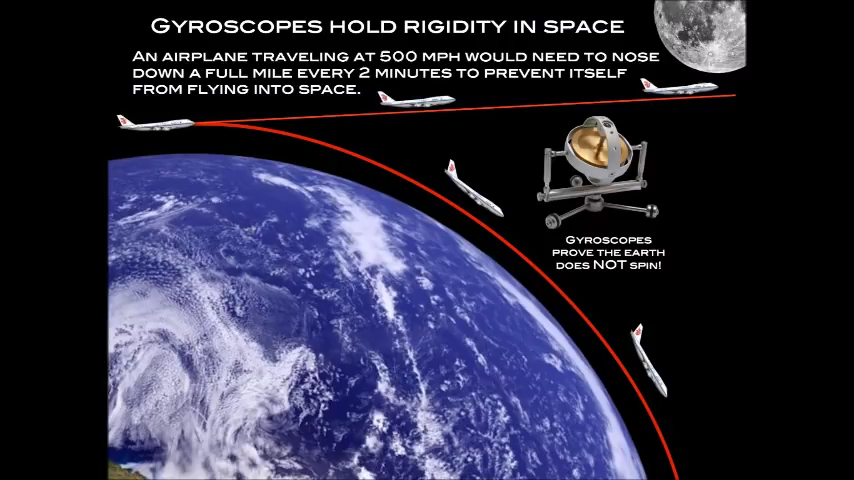 Gyroscopes hold rigidity in space
An airplane traveling at 500 mph would need to nose
down a full mile every 2 minutes to prevent itself
from flying into space.
Gyroscopes
prove the earth
does NOT spin!